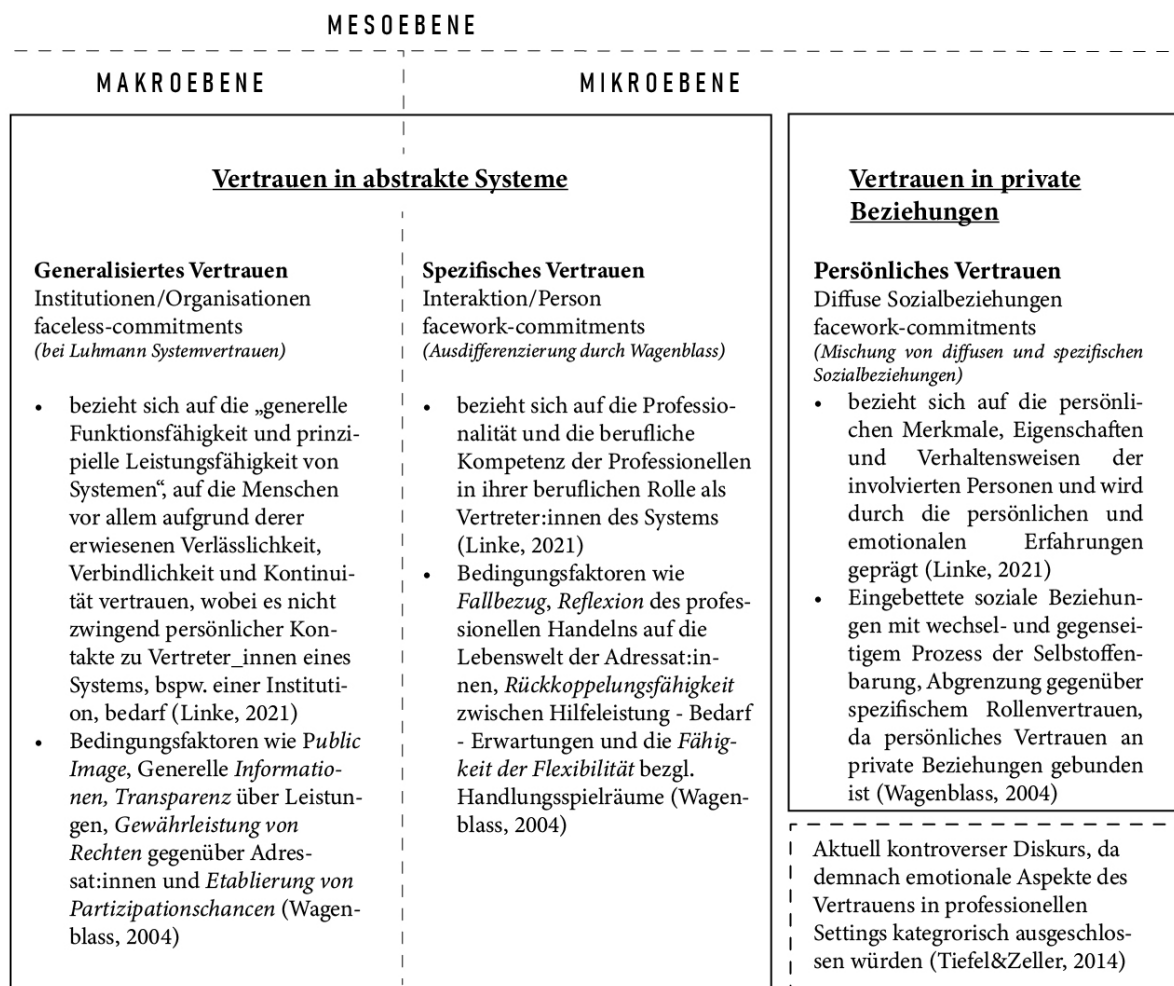 MESOEBENE
MAKROEBENE
MIKROEBENE
Vertrauen in abstrakte Systeme
Generalisiertes Vertrauen
Institutionen/Organisationen
faceless-commitments
(bei Luhmann Systemvertrauen)
• bezieht sich auf die „generelle
Funktionsfähigkeit und prinzi-
pielle Leistungsfähigkeit von
Systemen“, auf die Menschen
vor allem aufgrund derer
erwiesenen Verlässlichkeit,
Verbindlichkeit und Kontinui-
tät vertrauen, wobei es nicht
zwingend persönlicher Kon-
takte zu Vertreter_innen eines
Systems, bspw. einer Instituti-
on, bedarf (Linke, 2021)
• Bedingungsfaktoren wie Public
Image, Generelle Informatio-
nen, Transparenz über Leistun-
gen, Gewährleistung von
Rechten gegenüber Adres-
sat:innen und Etablierung von
Partizipationschancen (Wagen-
blass, 2004)
Spezifisches Vertrauen
Interaktion/Person
facework-commitments
(Ausdifferenzierung durch Wagenblass)
• bezieht sich auf die Professio-
nalität und die berufliche
Kompetenz der Professionellen
in ihrer beruflichen Rolle als
Vertreter:innen des Systems
(Linke, 2021)
• Bedingungsfaktoren wie
Fallbezug, Reflexion des profes-
sionellen Handelns auf die
Lebenswelt der Adressat:in-
nen, Rückkoppelungsfähigkeit
zwischen Hilfeleistung - Bedarf
- Erwartungen und die Fähig-
keit der Flexibilität bezgl.
Handlungsspielräume (Wagen-
blass, 2004)
Vertrauen in private
Beziehungen
Persönliches Vertrauen
Diffuse Sozialbeziehungen
facework-commitments
(Mischung von diffusen und spezifischen
Sozialbeziehungen)
• bezieht sich auf die persönli-
chen Merkmale, Eigenschaften
und Verhaltensweisen der
involvierten Personen und wird
durch die persönlichen und
emotionalen Erfahrungen
geprägt (Linke, 2021)
• Eingebettete soziale Beziehun-
gen mit wechsel- und gegensei-
tigem Prozess der Selbstoffen-
barung, Abgrenzung gegenüber
spezifischem Rollenvertrauen,
da persönliches Vertrauen an
private Beziehungen gebunden
ist (Wagenblass, 2004)
Aktuell kontroverser Diskurs, da
demnach emotionale Aspekte des
Vertrauens in professionellen
Settings kategrorisch ausgeschlos-
sen würden (Tiefel&Zeller, 2014)